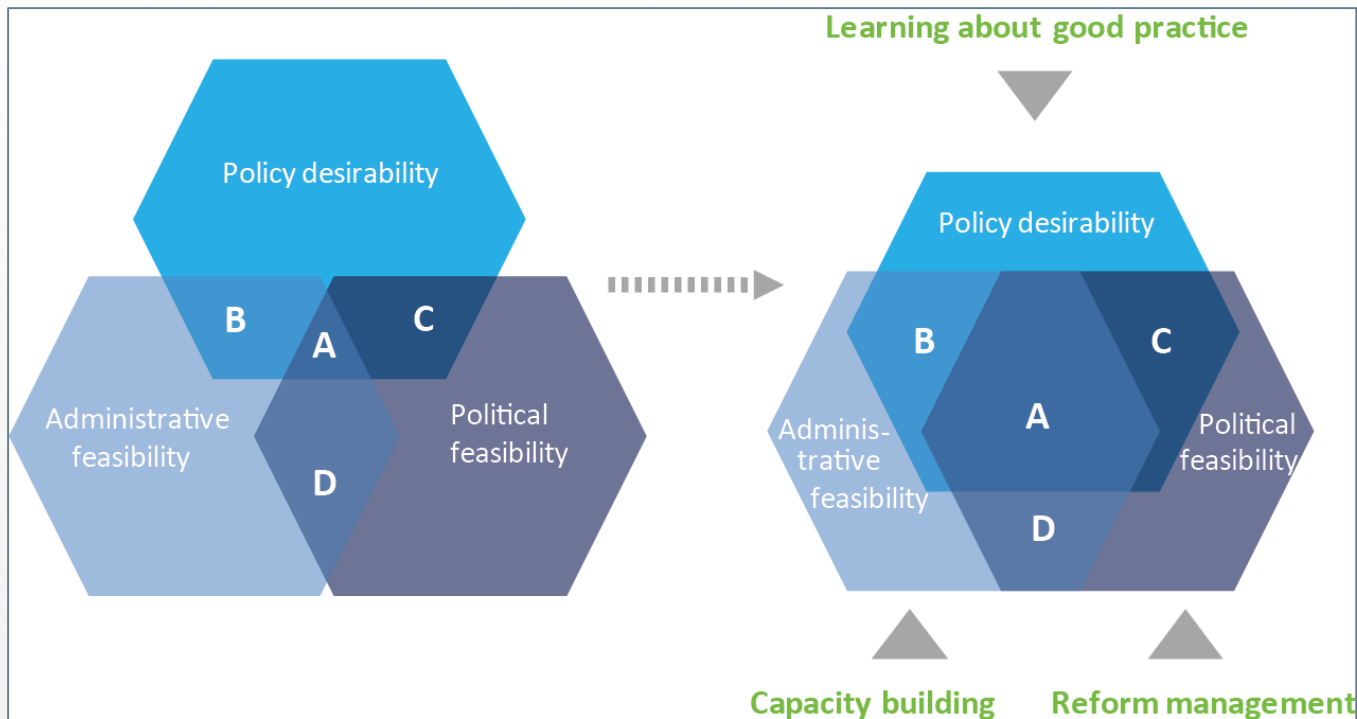 Learning about good practice
Policy desirability
B
A
C
Administrative
feasibility
Political
feasibility
D
Policy desirability
B
C
A
Adminis-
trative
feasibility
Political
feasibility
D
Capacity building
Reform management